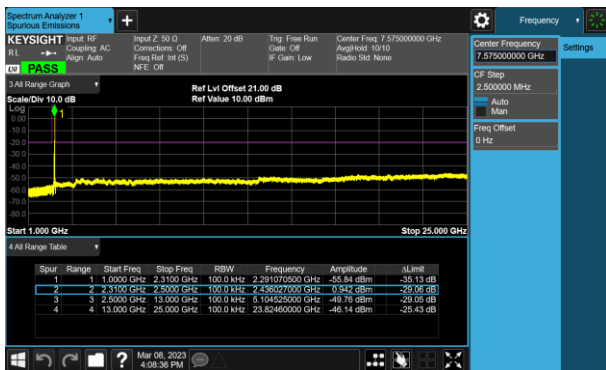 Spectrum Analyzer 1
Spurious Emissions
Frequency
KEYSIGHT Input: RF Input Z: 50 Ω Atten: 20 dB Trig: Free Run Center Freq: 7.575000000 GHz
RL Coupling: AC Corrections: Off Gate: Off Avg|Hold: 10/10
Align: Auto Freq Ref: Int (S) IF Gain: Low Radio Std: None
NFE: Off
LXI PASS
Center Frequency
7.575000000 GHz
Settings
CF Step
2.500000 MHz
Auto
Man
Freq Offset
0 Hz
3 All Range Graph
Ref Lvl Offset 21.00 dB
Scale/Div 10.0 dB Ref Value 10.00 dBm
Log
1
0.00
-10.0
-20.0
-30.0
-40.0
-50.0
-60.0
-70.0
-80.0
Start 1.000 GHz Stop 25.000 GHz
4 All Range Table
Spur Range Start Freq Stop Freq RBW Frequency Amplitude ΔLimit
1 1 1.0000 GHz 2.3100 GHz 100.0 kHz 2.291070500 GHz -55.84 dBm -35.13 dB
2 2 2.3100 GHz 2.5000 GHz 100.0 kHz 2.436027000 GHz 0.942 dBm -29.06 dB
3 3 2.5000 GHz 13.000 GHz 100.0 kHz 5.104525000 GHz -49.76 dBm -29.05 dB
4 4 13.000 GHz 25.000 GHz 100.0 kHz 23.82460000 GHz -46.14 dBm -25.43 dB
? Mar 08, 2023
4:08:36 PM